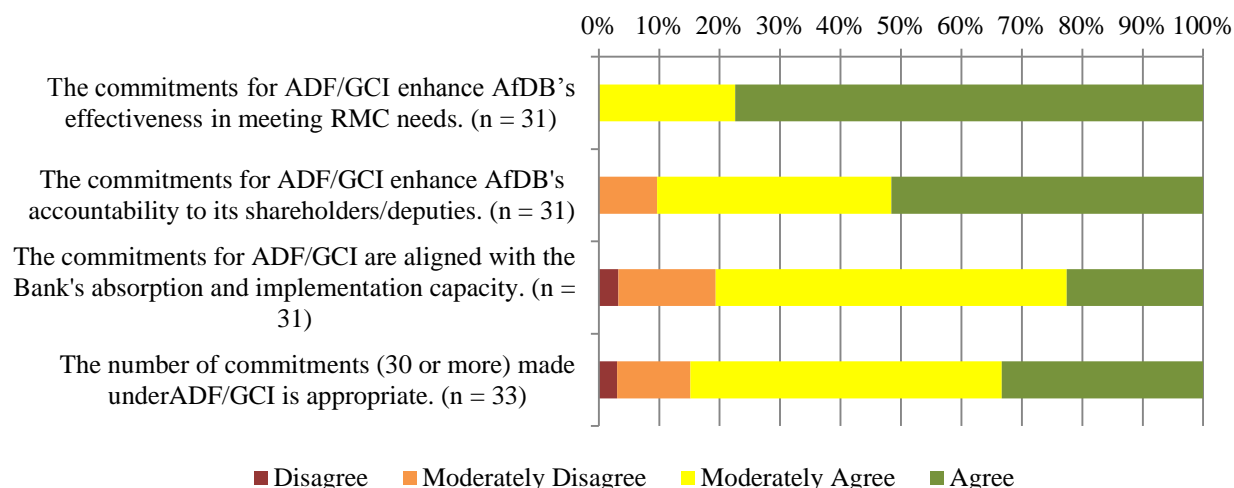 0% 10% 20% 30% 40% 50% 60% 70% 80% 90% 100%
The commitments for ADF/GCI enhance AfDB’s
effectiveness in meeting RMC needs. (n = 31)
The commitments for ADF/GCI enhance AfDB's
accountability to its shareholders/deputies. (n = 31)
The commitments for ADF/GCI are aligned with the
Bank's absorption and implementation capacity. (n =
31)
The number of commitments (30 or more) made
underADF/GCI is appropriate. (n = 33)
Disagree Moderately Disagree Moderately Agree Agree